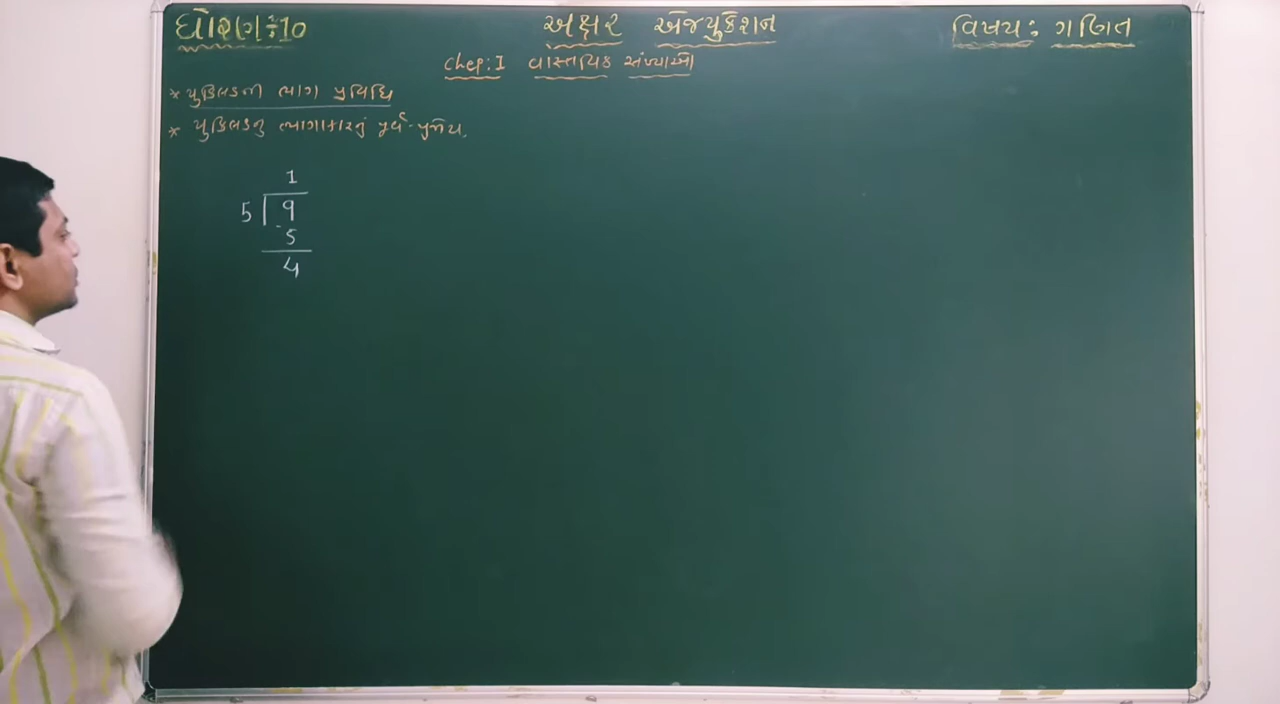 ધોરણઃ10 અક્ષર એજ્યુકેશન વિષયઃ ગણિત
Chep:I વાસ્તવિક સંખ્યાઓ
* યુક્લિડની ભાગ પ્રવિધિ
* યુક્લિડનુ ભાગાકારનું પૂર્વ-પ્રમેય.
1
5 9
- 5
4